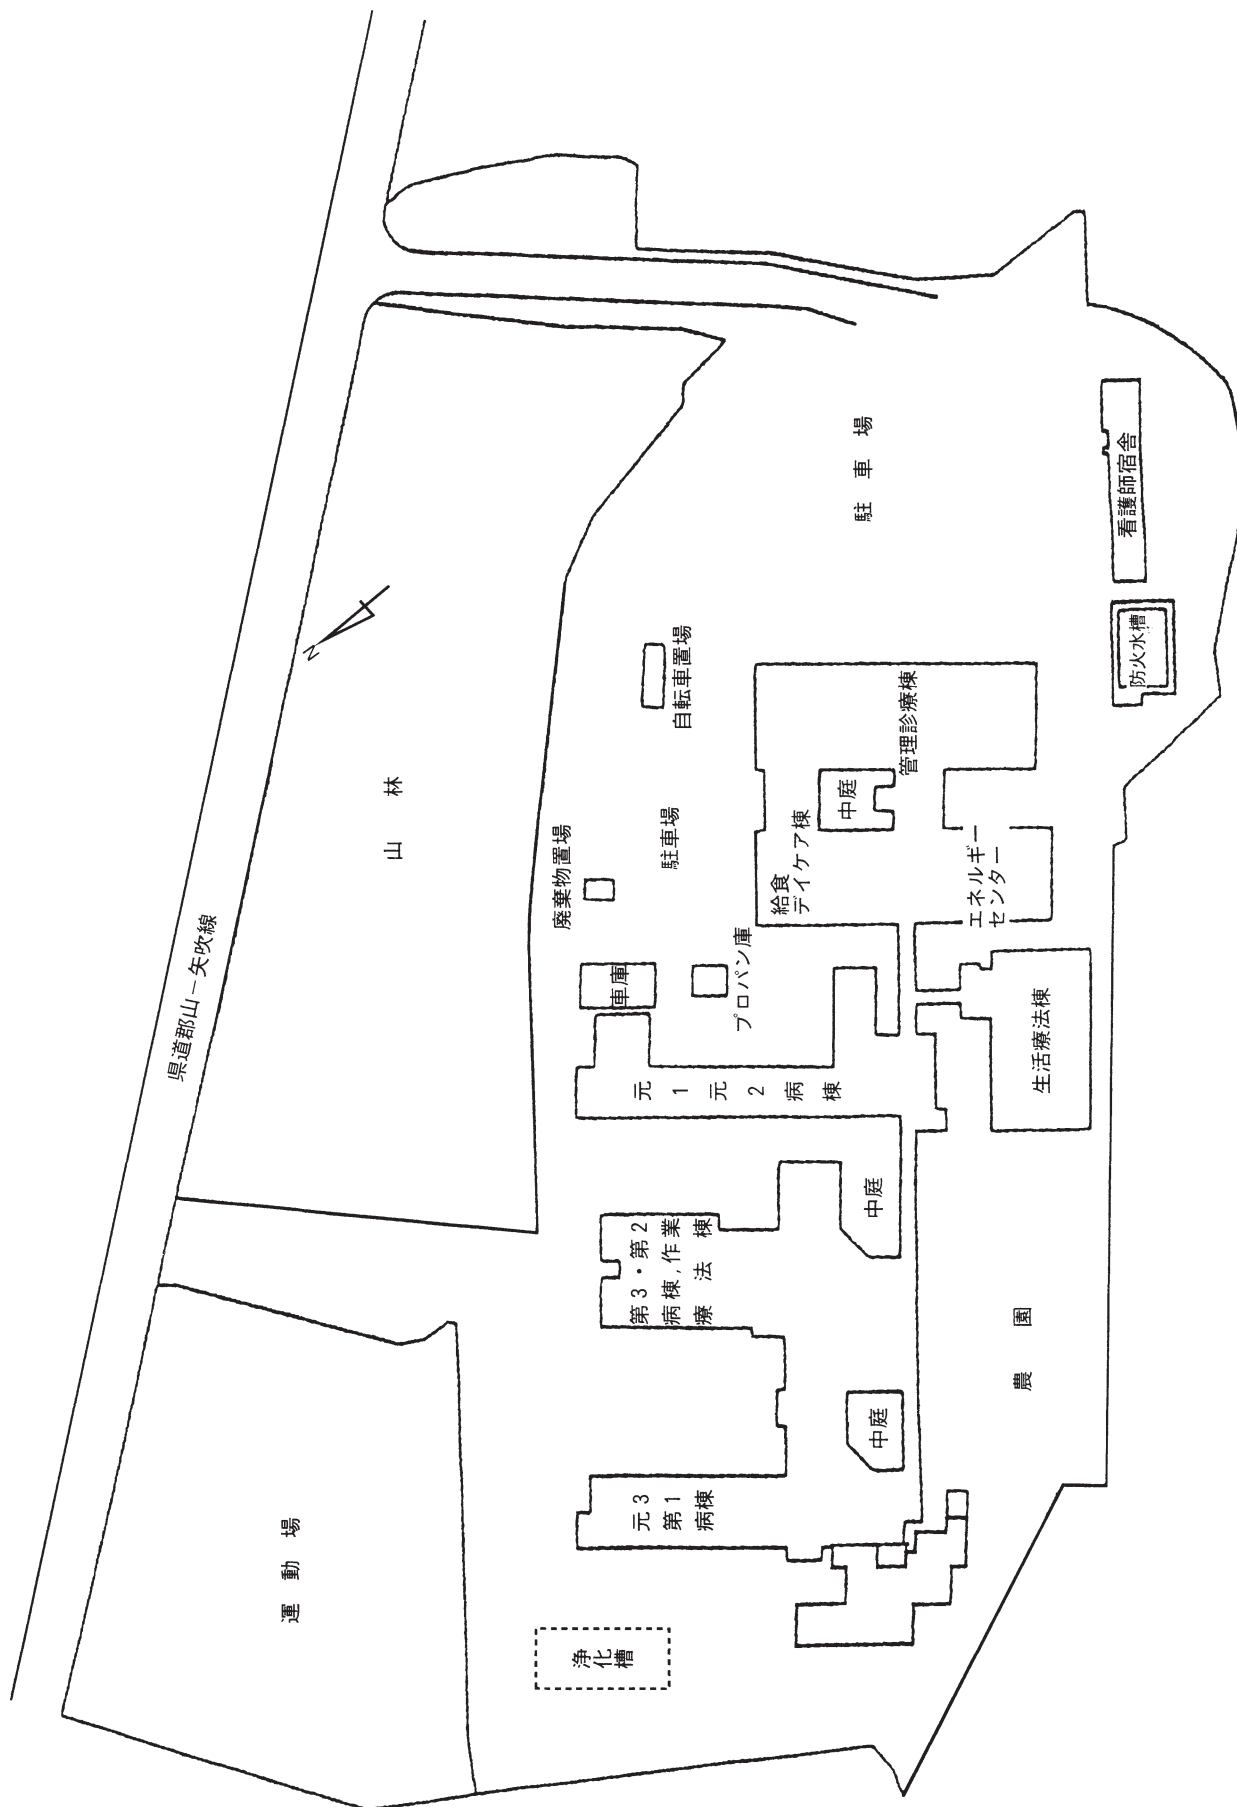 県道郡山－矢吹線
N
山林
運動場
駐車場
自転車置場
廃棄物置場
駐車場
車庫
プロパン庫
給食
デイケア棟
中庭
管理診療棟
エネルギー
センター
生活療法棟
看護師宿舎
防火水槽
元1元2病棟
第3・第2
病棟,作業
療法棟
中庭
中庭
元3
第1
病棟
農園
浄化槽